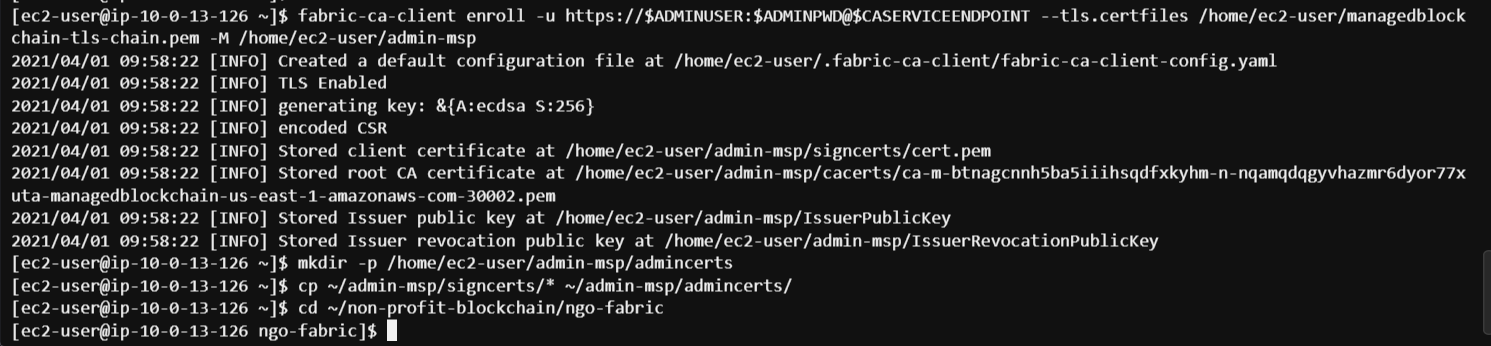 [ec2-user@ip-10-0-13-126 ~]$ fabric-ca-client enroll -u https://$ADMINUSER:$ADMINPWD@$CASERVICEENDPOINT --tls.certfiles /home/ec2-user/managedblock
chain-tls-chain.pem -M /home/ec2-user/admin-msp
2021/04/01 09:58:22 [INFO] Created a default configuration file at /home/ec2-user/.fabric-ca-client/fabric-ca-client-config.yaml
2021/04/01 09:58:22 [INFO] TLS Enabled
2021/04/01 09:58:22 [INFO] generating key: &{A:ecdsa S:256}
2021/04/01 09:58:22 [INFO] encoded CSR
2021/04/01 09:58:22 [INFO] Stored client certificate at /home/ec2-user/admin-msp/signcerts/cert.pem
2021/04/01 09:58:22 [INFO] Stored root CA certificate at /home/ec2-user/admin-msp/cacerts/ca-m-btnagcnnh5ba5iiihsqdfxkyhm-n-nqamqdqgyvhazmr6dyor77x
uta-managedblockchain-us-east-1-amazonaws-com-30002.pem
2021/04/01 09:58:22 [INFO] Stored Issuer public key at /home/ec2-user/admin-msp/IssuerPublicKey
2021/04/01 09:58:22 [INFO] Stored Issuer revocation public key at /home/ec2-user/admin-msp/IssuerRevocationPublicKey
[ec2-user@ip-10-0-13-126 ~]$ mkdir -p /home/ec2-user/admin-msp/admincerts
[ec2-user@ip-10-0-13-126 ~]$ cp ~/admin-msp/signcerts/* ~/admin-msp/admincerts/
[ec2-user@ip-10-0-13-126 ~]$ cd ~/non-profit-blockchain/ngo-fabric
[ec2-user@ip-10-0-13-126 ngo-fabric]$